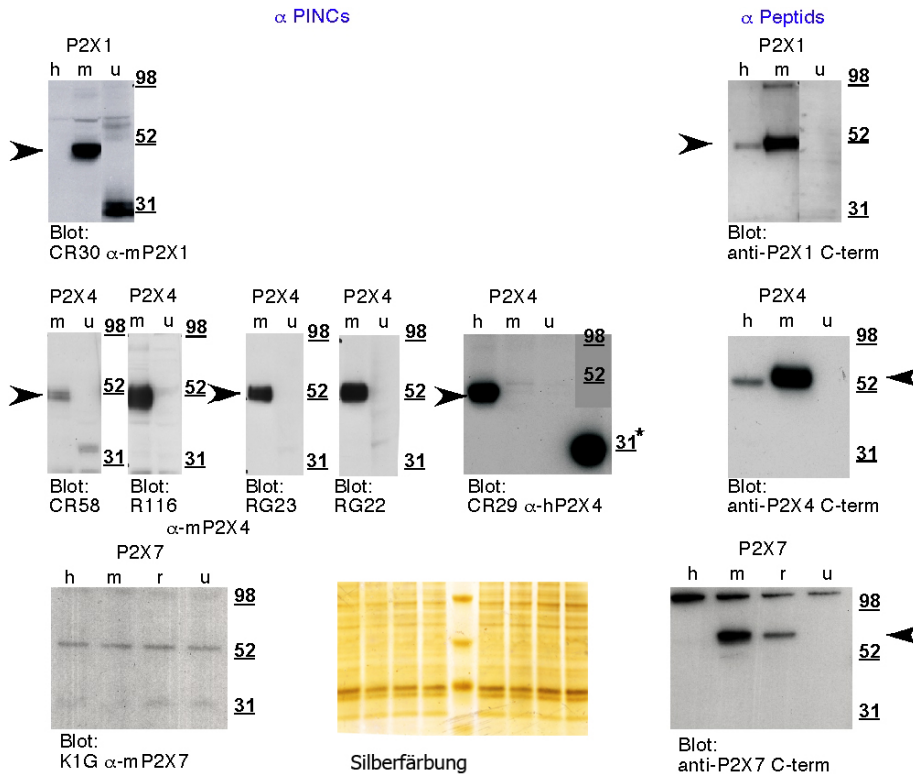 α PINCs
α Peptids
P2X1
h m u
98
52
31
Blot:
CR30 α-mP2X1
P2X1
h m u
98
52
31
Blot:
anti-P2X1 C-term
P2X4
m u
98
52
31
Blot:
CR58
P2X4
m u
98
52
31
Blot:
R116
α-mP2X4
P2X4
m u
98
52
31
Blot:
RG23
P2X4
m u
98
52
31
Blot:
RG22
P2X4
h m u
98
52
31*
Blot:
CR29 α-hP2X4
P2X4
h m u
98
52
31
Blot:
anti-P2X4 C-term
P2X7
h m r u
98
52
31
Blot:
K1G α-mP2X7
Silberfärbung
P2X7
h m r u
98
52
31
Blot:
anti-P2X7 C-term